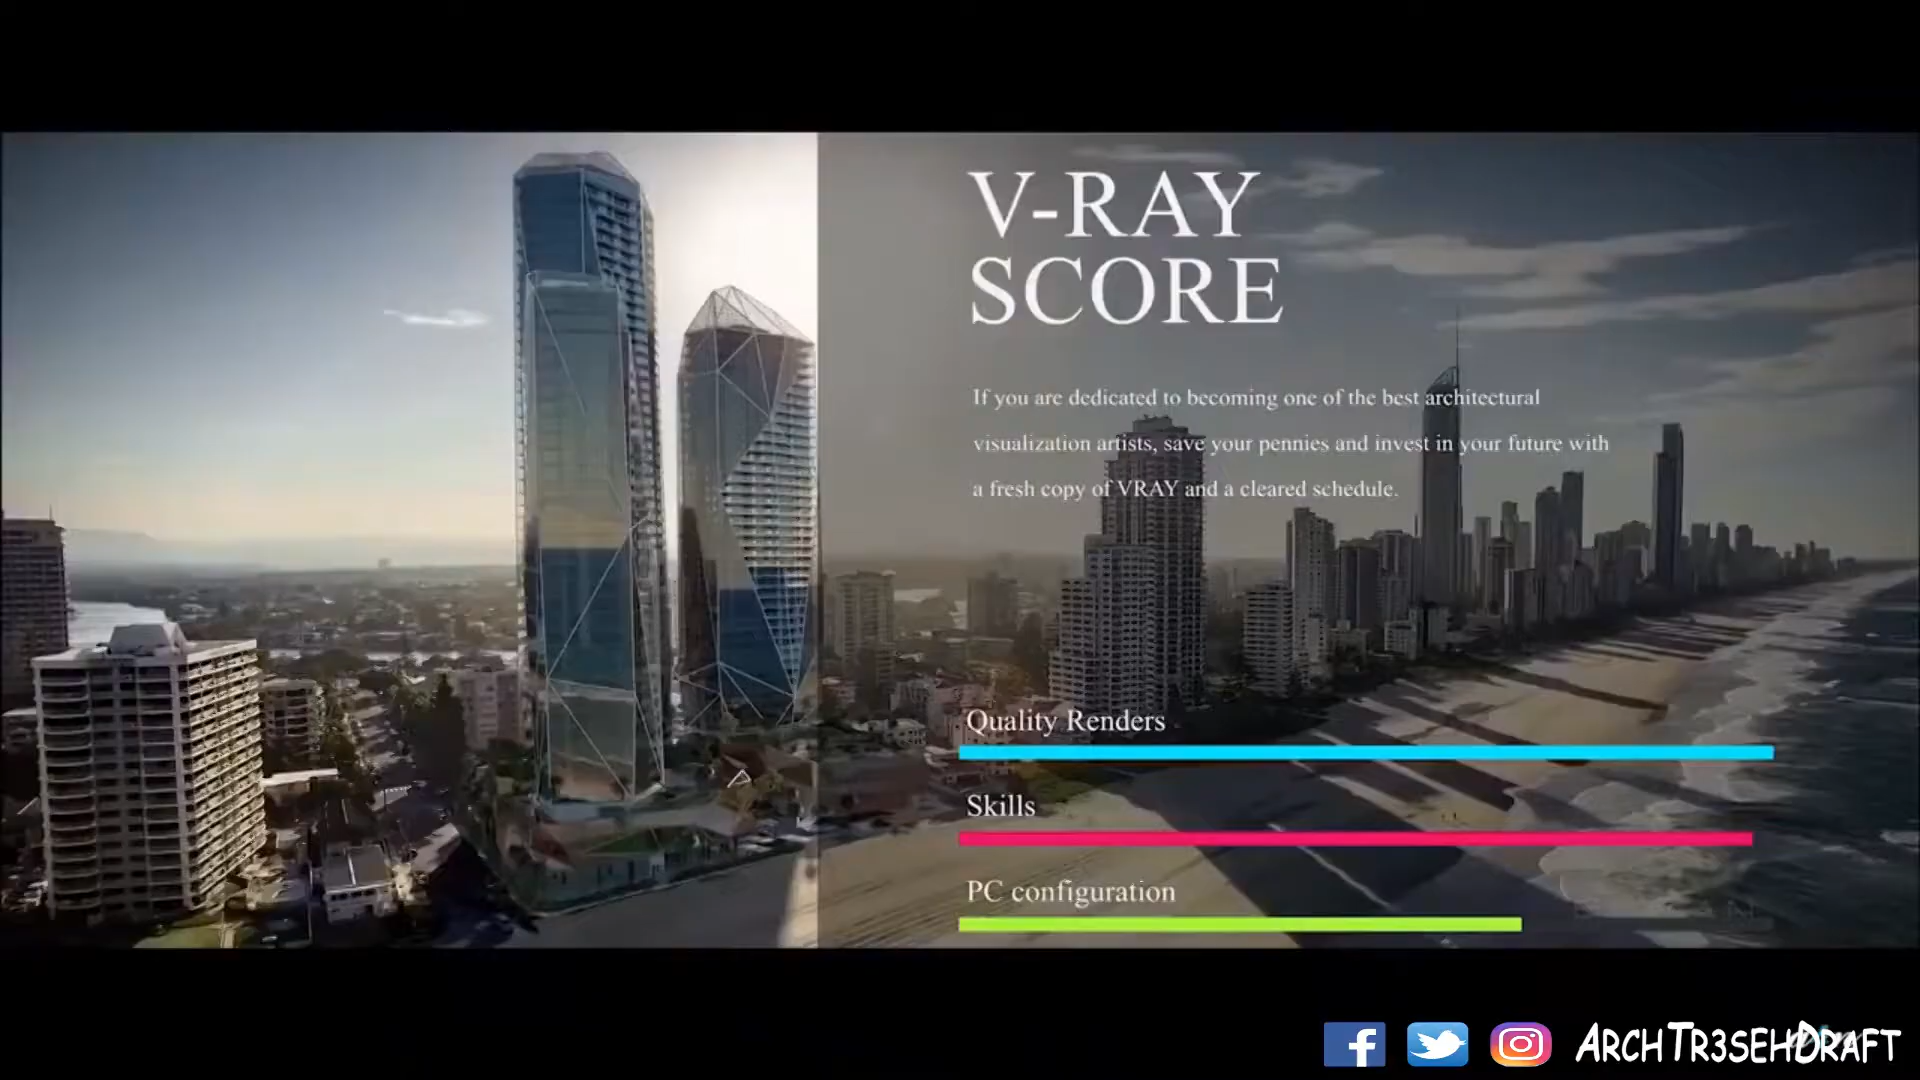 V-RAY
SCORE
If you are dedicated to becoming one of the best architectural
visualization artists, save your pennies and invest in your future with
a fresh copy of VRAY and a cleared schedule.
Quality Renders
Skills
PC configuration
ARCHTR3SEHDRAFT